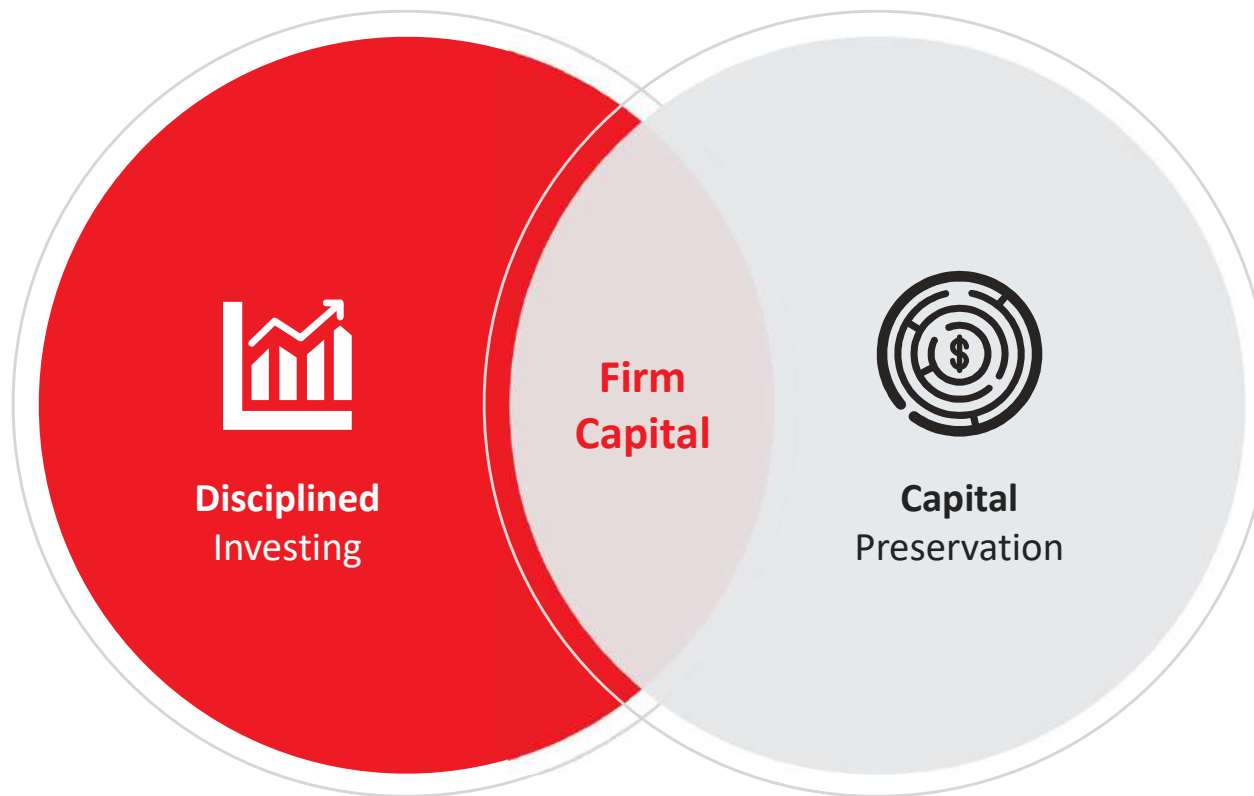 Disciplined
Investing
Firm
Capital
$
Capital
Preservation